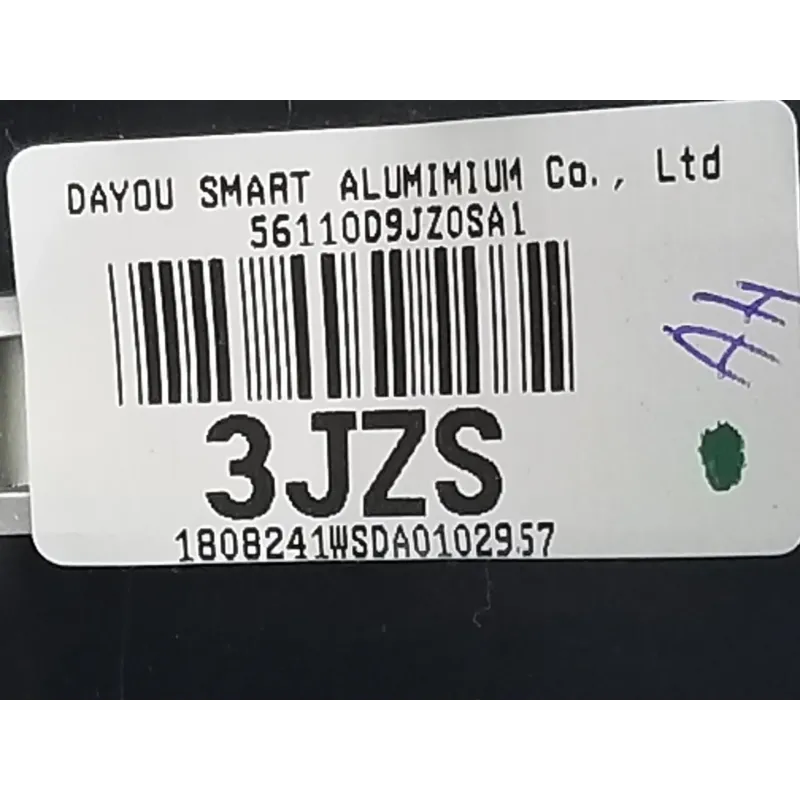 DAYOU SMART ALUMIMIUM Co., Ltd
56110D9JZ0SA1
AH
3JZS
1808241WSDA0102957